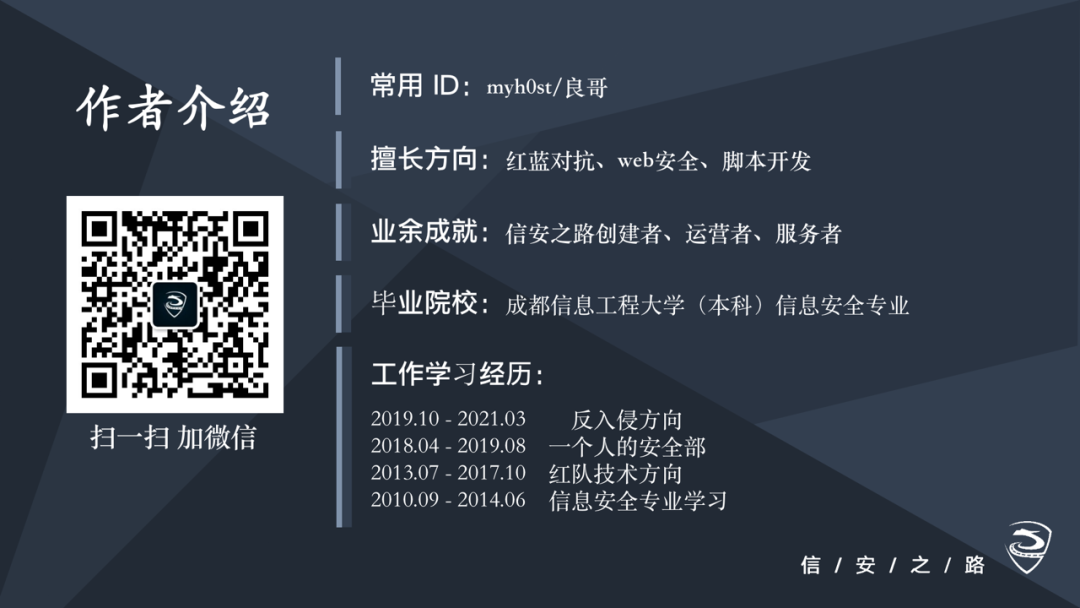 作者介绍
扫一扫 加微信
常用 ID：myh0st/良哥
擅长方向：红蓝对抗、web安全、脚本开发
业余成就：信安之路创建者、运营者、服务者
毕业院校：成都信息工程大学（本科）信息安全专业
工作学习经历：
2019.10 - 2021.03 反入侵方向
2018.04 - 2019.08 一个人的安全部
2013.07 - 2017.10 红队技术方向
2010.09 - 2014.06 信息安全专业学习
信 / 安 / 之 / 路